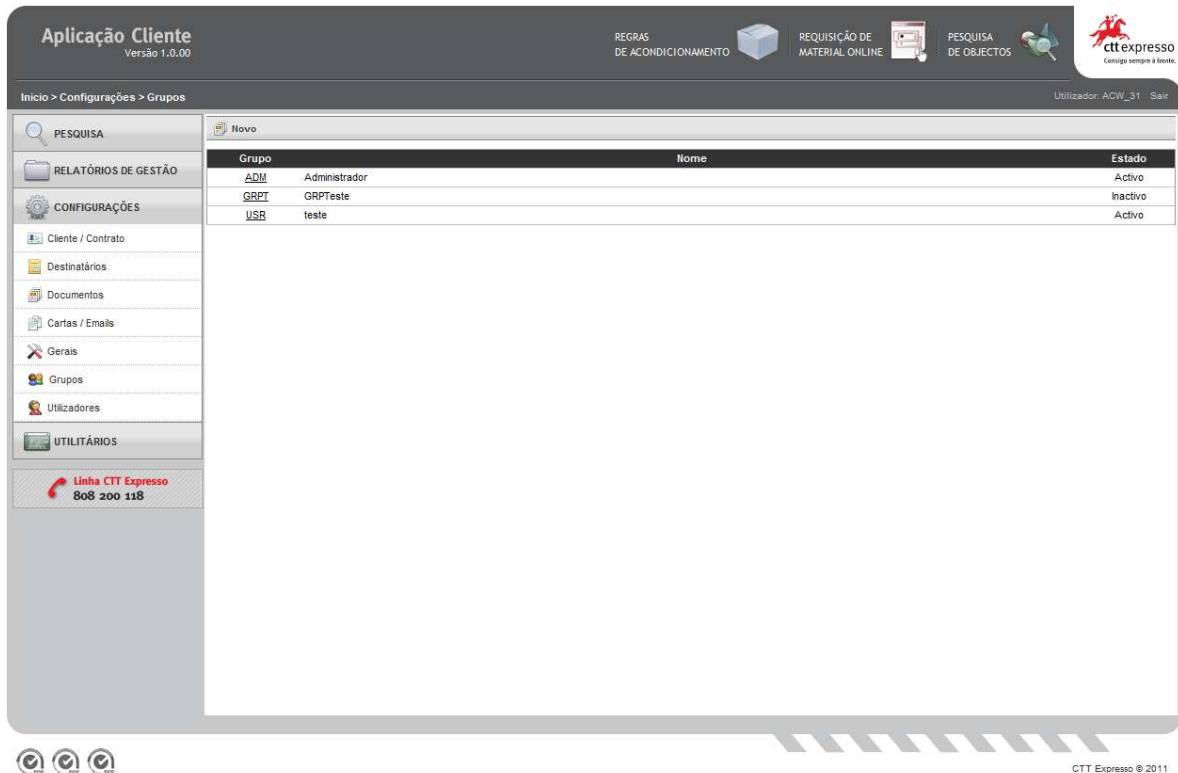 Aplicação Cliente
Versão 1.0.00
REGRAS
DE ACONDICIONAMENTO
REQUISIÇÃO DE
MATERIAL ONLINE
PESQUISA
DE OBJECTOS
ctt expresso
Consigo sempre à frente.
Inicio > Configurações > Grupos
Utilizador: ACW_31 Sair
PESQUISA
RELATÓRIOS DE GESTÃO
CONFIGURAÇÕES
Cliente / Contrato
Destinatários
Documentos
Cartas / Emails
Gerais
Grupos
Utilizadores
UTILITÁRIOS
Linha CTT Expresso
808 200 118
Novo
Grupo Nome Estado
ADM Administrador Activo
GRPT GRPTeste Inactivo
USR teste Activo
CTT Expresso © 2011